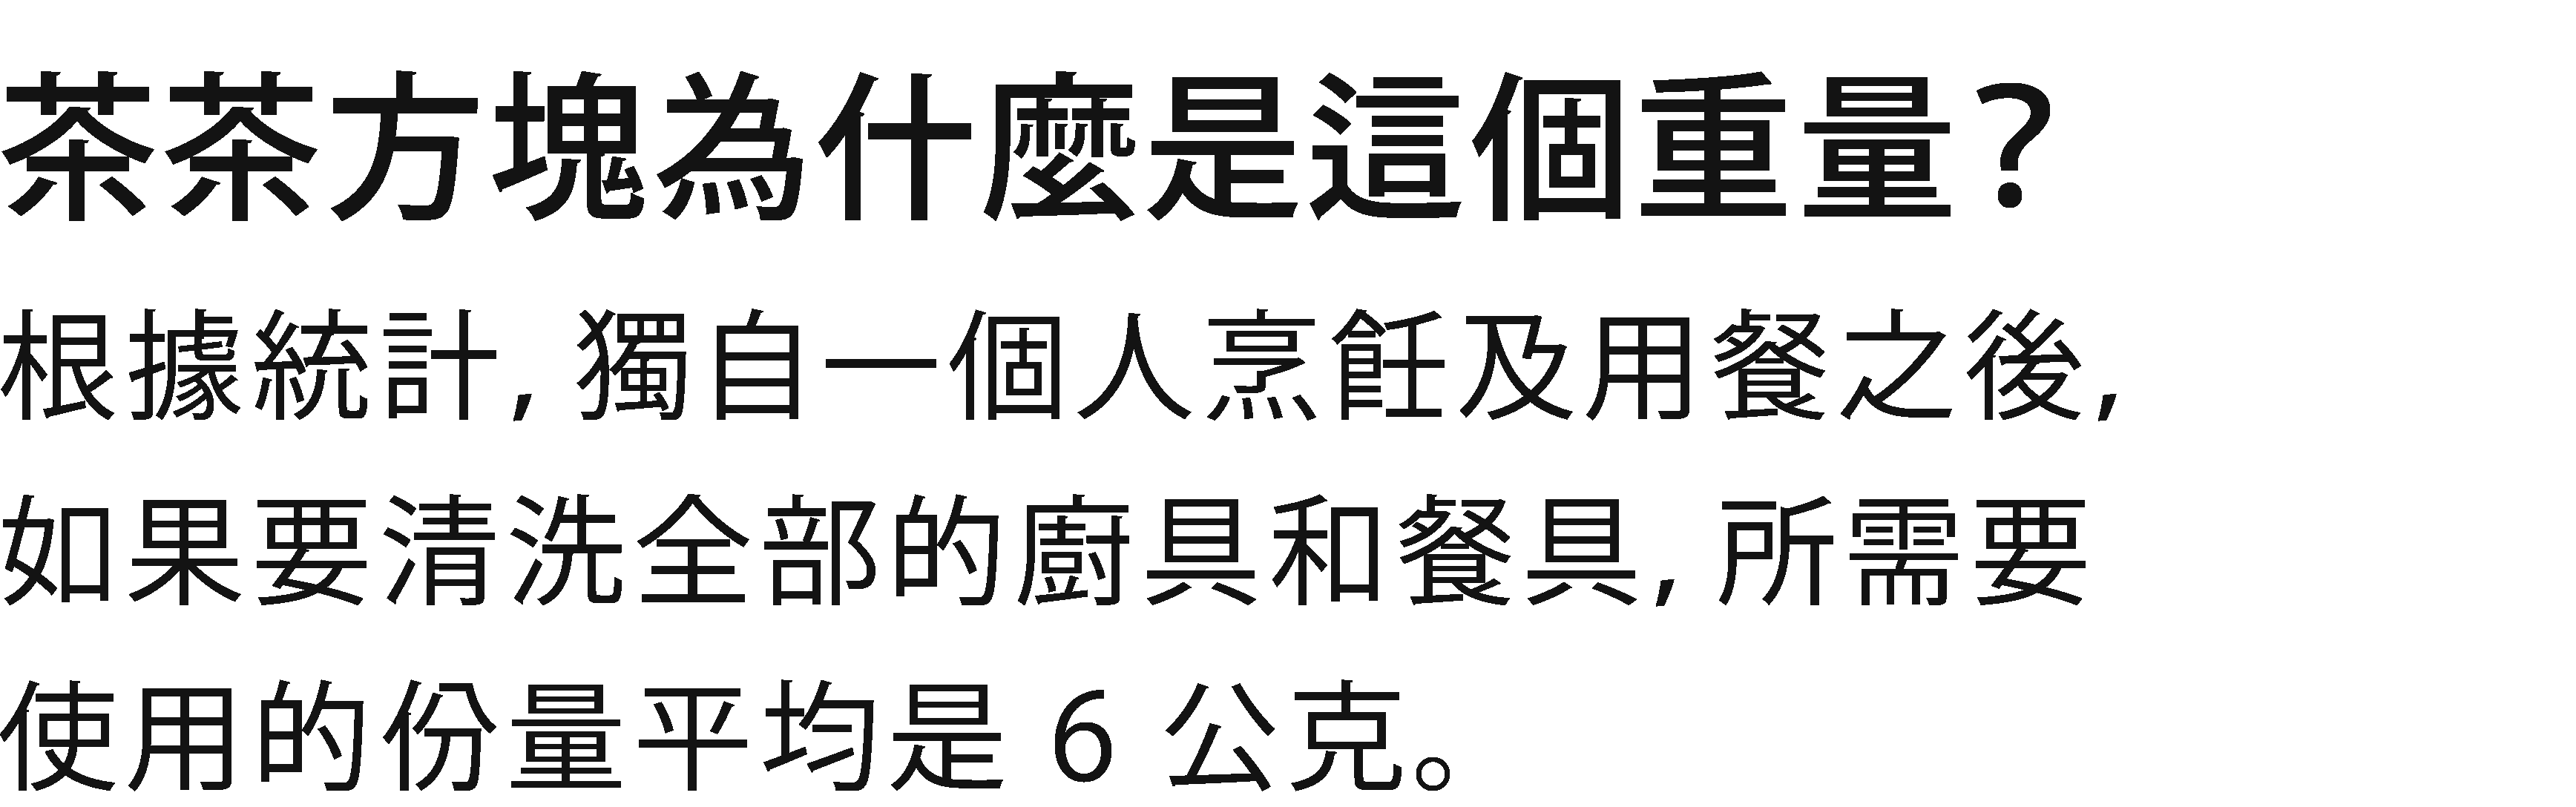 茶茶方塊為什麼是這個重量？
根據統計，獨自一個人烹飪及用餐之後，
如果要清洗全部的廚具和餐具，所需要
使用的份量平均是 6 公克。